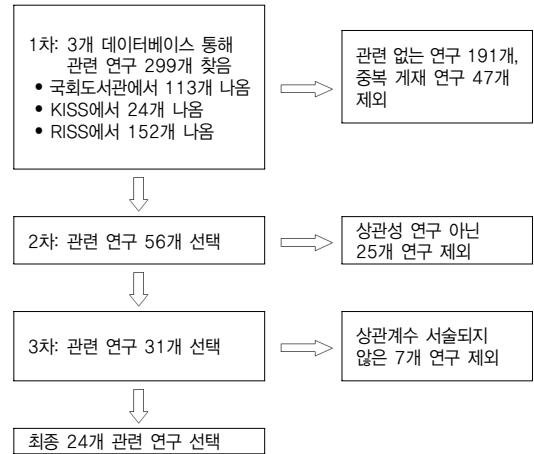 1차: 3개 데이터베이스 통해
관련 연구 299개 찾음
• 국회도서관에서 113개 나옴
• KISS에서 24개 나옴
• RISS에서 152개 나옴
관련 없는 연구 191개,
중복 게재 연구 47개
제외
2차: 관련 연구 56개 선택
상관성 연구 아닌
25개 연구 제외
3차: 관련 연구 31개 선택
상관계수 서술되지
않은 7개 연구 제외
최종 24개 관련 연구 선택